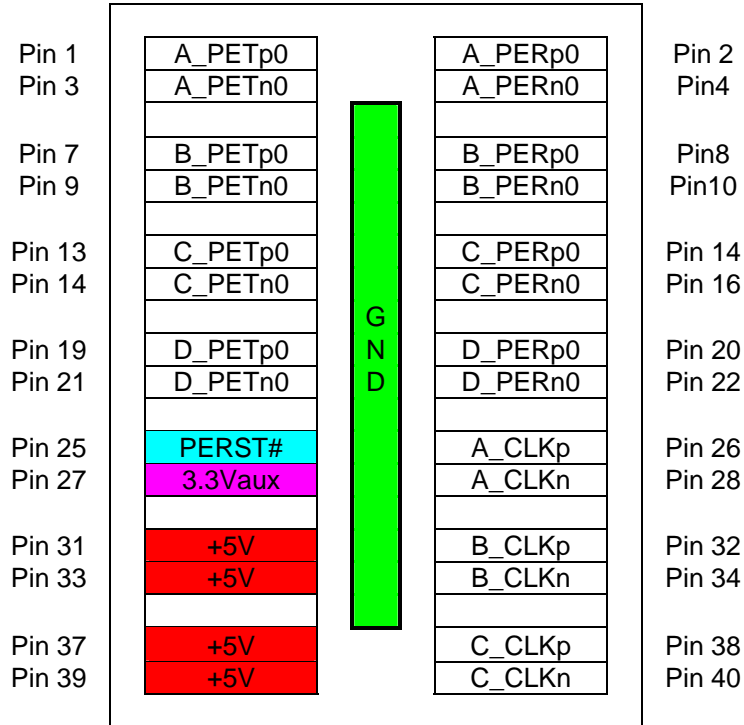 Pin 1 A_PETp0 A_PERp0 Pin 2
Pin 3 A_PETn0 A_PERn0 Pin4
Pin 7 B_PETp0 B_PERp0 Pin8
Pin 9 B_PETn0 B_PERn0 Pin10
Pin 13 C_PETp0 C_PERp0 Pin 14
Pin 14 C_PETn0 C_PERn0 Pin 16
G
Pin 19 D_PETp0 N D_PERp0 Pin 20
Pin 21 D_PETn0 D D_PERn0 Pin 22
Pin 25 PERST# A_CLKp Pin 26
Pin 27 3.3Vaux A_CLKn Pin 28
Pin 31 +5V B_CLKp Pin 32
Pin 33 +5V B_CLKn Pin 34
Pin 37 +5V C_CLKp Pin 38
Pin 39 +5V C_CLKn Pin 40